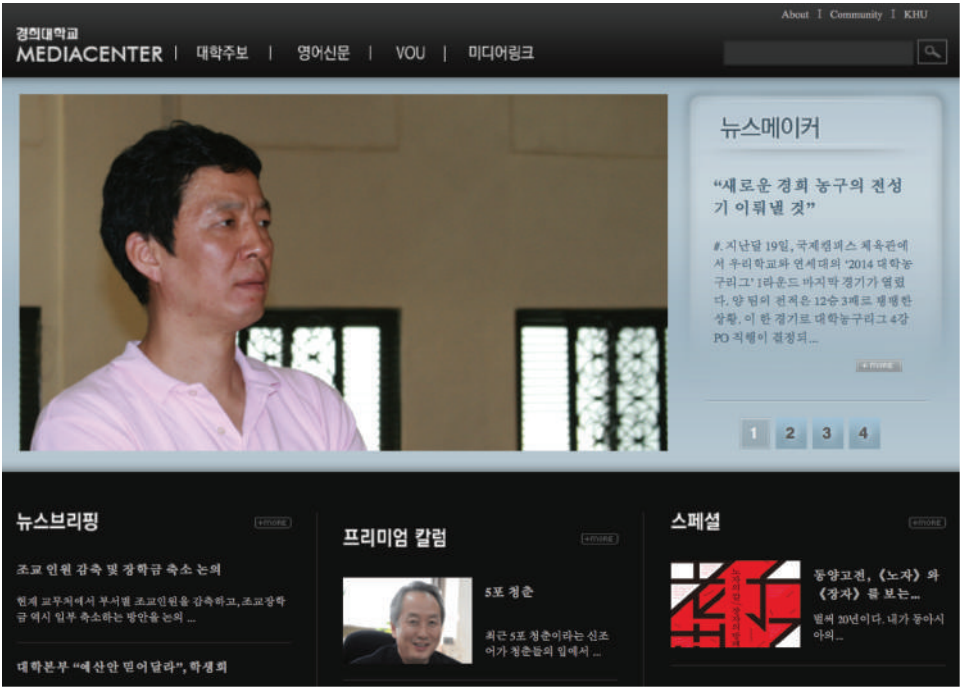 About I Community I KHU
경희대학교
MEDIACENTER | 대학주보 | 영어신문 | VOU | 미디어링크
뉴스메이커
“새로운 경희 농구의 전성
기 이뤄낼 것”
#. 지난달 19일, 국제캠퍼스 체육관에
서 우리학교와 연세대의 ‘2014 대학농
구리그’ 1라운드 마지막 경기가 열렸
다. 양 팀의 전적은 12승 3패로 팽팽한
상황. 이 한 경기로 대학농구리그 4강
PO 직행이 결정되...
+ more
1 2 3 4
뉴스브리핑
+more
조교 인원 감축 및 장학금 축소 논의
현재 교무처에서 부서별 조교인원을 감축하고, 조교장학
금 역시 일부 축소하는 방안을 논의 ...
대학본부 “예산안 믿어달라”, 학생회
프리미엄 칼럼
+more
5포 청춘
최근 5포 청춘이라는 신조
어가 청춘들의 입에서 ...
스페셜
+more
동양고전, 《노자》와
《장자》를 보는...
벌써 20년이다. 내가 동아시
아의...